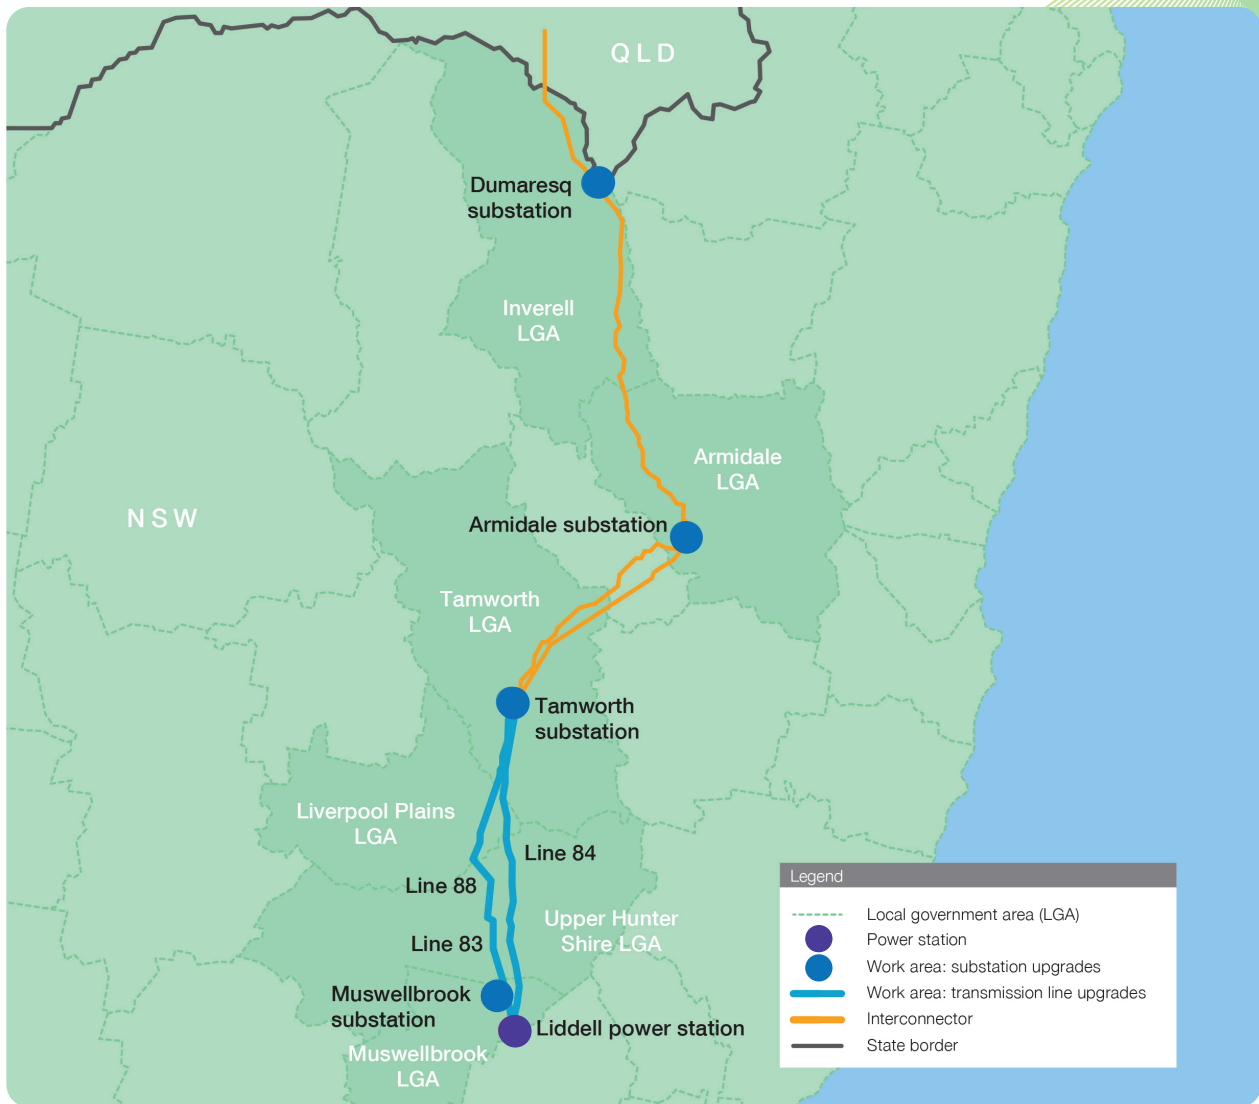 QLD
Dumaresq
substation
Inverell
LGA
Armidale
LGA
NSW
Armidale substation
Tamworth
LGA
Tamworth
substation
Liverpool Plains
LGA
Line 84
Line 88
Upper Hunter
Shire LGA
Line 83
Muswellbrook
substation
Liddell power station
Muswellbrook
LGA
Legend
Local government area (LGA)
Power station
Work area: substation upgrades
Work area: transmission line upgrades
Interconnector
State border